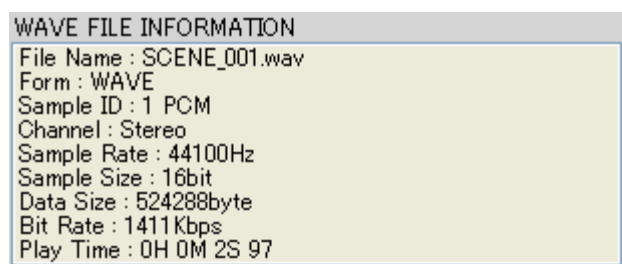 WAVE FILE INFORMATION
File Name : SCENE_001.wav
Form : WAVE
Sample ID : 1 PCM
Channel : Stereo
Sample Rate : 44100Hz
Sample Size : 16bit
Data Size : 524288byte
Bit Rate : 1411Kbps
Play Time : 0H 0M 2S 97